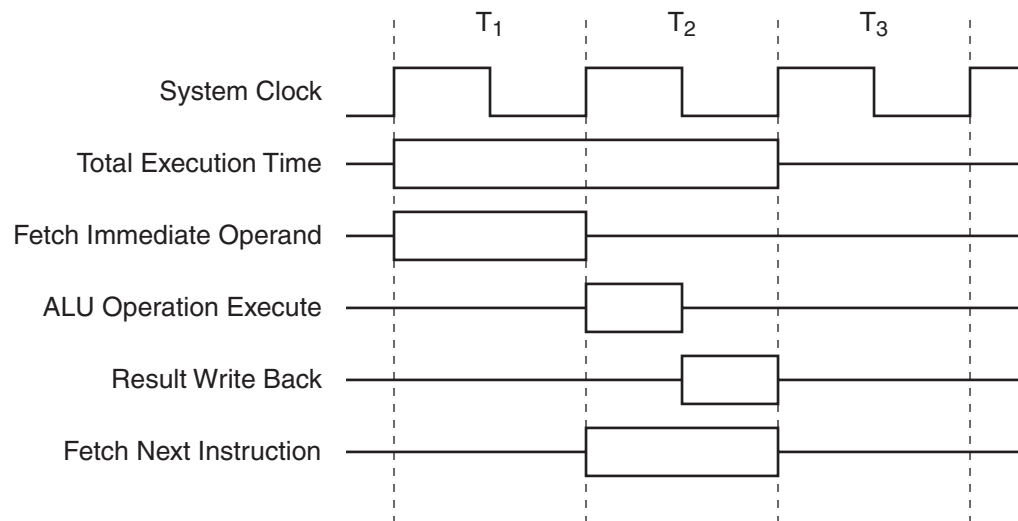 T1 T2 T3
System Clock
Total Execution Time
Fetch Immediate Operand
ALU Operation Execute
Result Write Back
Fetch Next Instruction